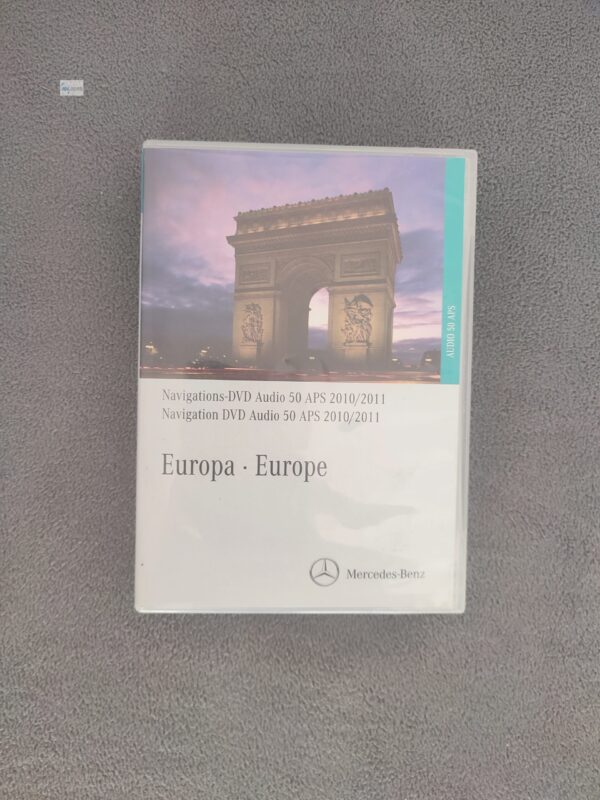 AUDIO 50 APS
Navigations-DVD Audio 50 APS 2010/2011
Navigation DVD Audio 50 APS 2010/2011
Europa · Europe
Mercedes-Benz